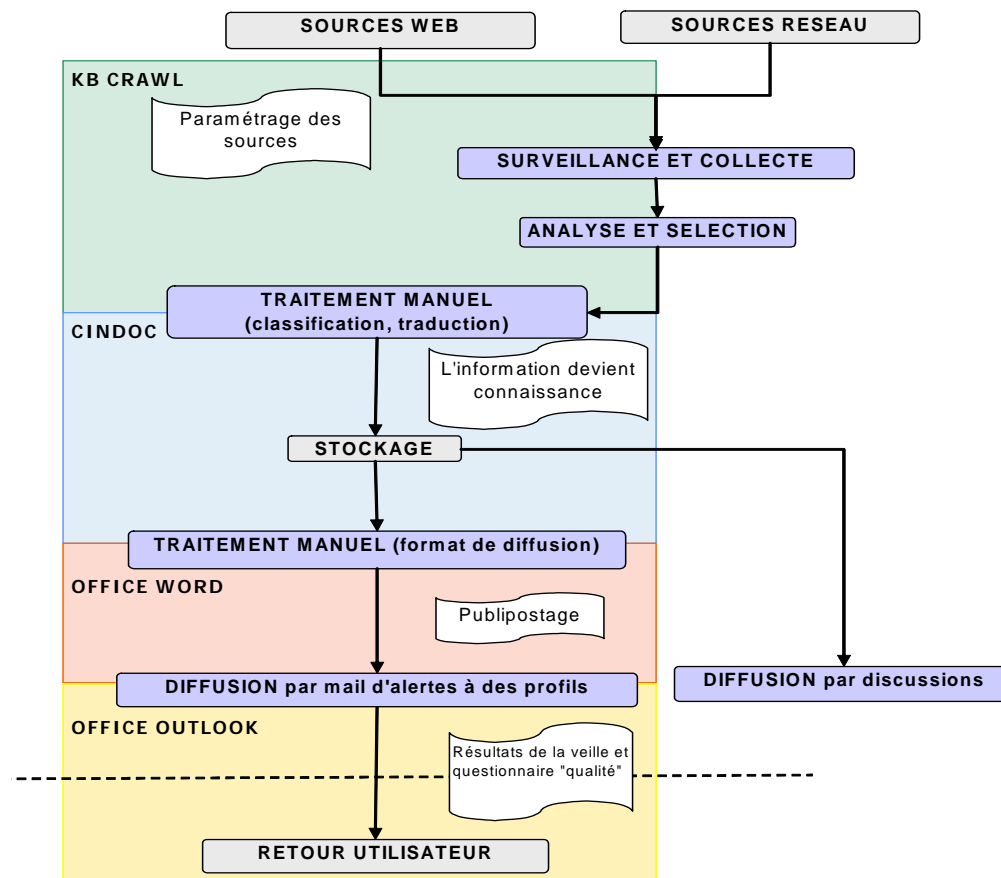 SOURCES WEB
SOURCES RESEAU
KB CRAWL
Paramétrage des
sources
SURVEILLANCE ET COLLECTE
ANALYSE ET SELECTION
TRAITEMENT MANUEL
(classification, traduction)
CINDOC
L'information devient
connaissance
STOCKAGE
TRAITEMENT MANUEL (format de diffusion)
OFFICE WORD
Publipostage
DIFFUSION par mail d'alertes à des profils
DIFFUSION par discussions
OFFICE OUTLOOK
Résultats de la veille et
questionnaire "qualité"
RETOUR UTILISATEUR